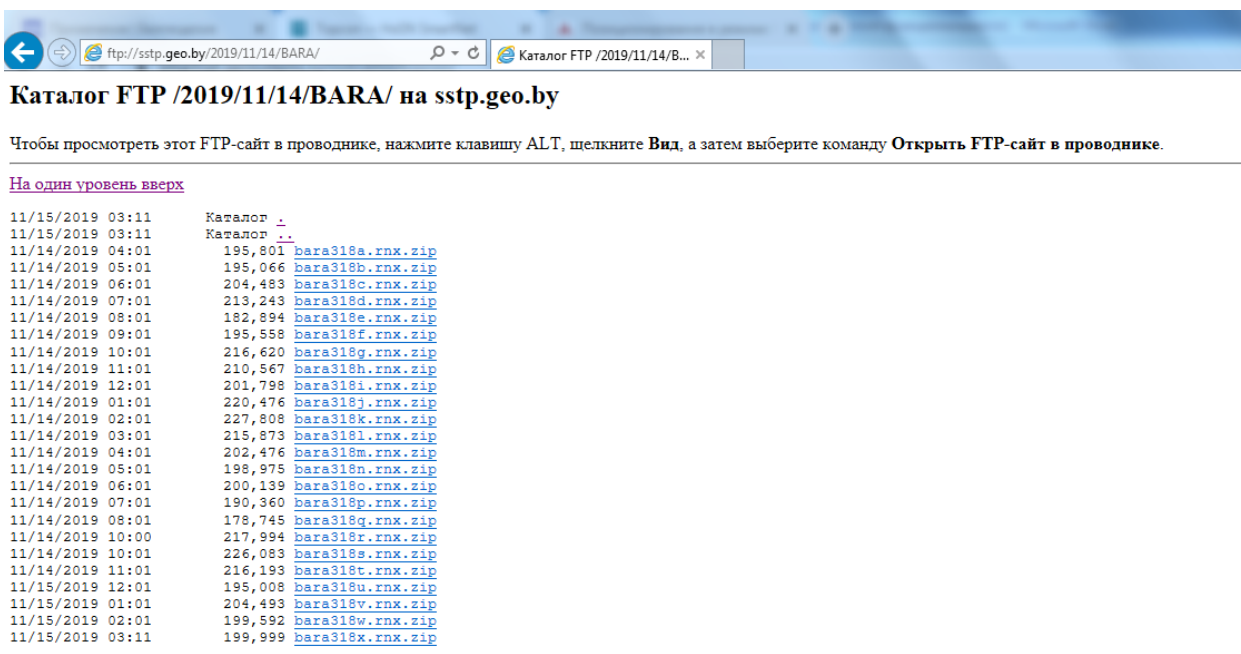 ftp://sstp.geo.by/2019/11/14/BARA/
Каталог FTP /2019/11/14/B...
Каталог FTP /2019/11/14/BARA/ на sstp.geo.by
Чтобы просмотреть этот FTP-сайт в проводнике, нажмите клавишу ALT, щелкните Вид, а затем выберите команду Открыть FTP-сайт в проводнике.
На один уровень вверх
11/15/2019 03:11 Каталог .
11/15/2019 03:11 Каталог ..
11/14/2019 04:01 195,801 bara318a.rnx.zip
11/14/2019 05:01 195,066 bara318b.rnx.zip
11/14/2019 06:01 204,483 bara318c.rnx.zip
11/14/2019 07:01 213,243 bara318d.rnx.zip
11/14/2019 08:01 182,894 bara318e.rnx.zip
11/14/2019 09:01 195,558 bara318f.rnx.zip
11/14/2019 10:01 216,620 bara318g.rnx.zip
11/14/2019 11:01 210,567 bara318h.rnx.zip
11/14/2019 12:01 201,798 bara318i.rnx.zip
11/14/2019 01:01 220,476 bara318j.rnx.zip
11/14/2019 02:01 227,808 bara318k.rnx.zip
11/14/2019 03:01 215,873 bara318l.rnx.zip
11/14/2019 04:01 202,476 bara318m.rnx.zip
11/14/2019 05:01 198,975 bara318n.rnx.zip
11/14/2019 06:01 200,139 bara318o.rnx.zip
11/14/2019 07:01 190,360 bara318p.rnx.zip
11/14/2019 08:01 178,745 bara318q.rnx.zip
11/14/2019 10:00 217,994 bara318r.rnx.zip
11/14/2019 10:01 226,083 bara318s.rnx.zip
11/14/2019 11:01 216,193 bara318t.rnx.zip
11/15/2019 12:01 195,008 bara318u.rnx.zip
11/15/2019 01:01 204,493 bara318v.rnx.zip
11/15/2019 02:01 199,592 bara318w.rnx.zip
11/15/2019 03:11 199,999 bara318x.rnx.zip